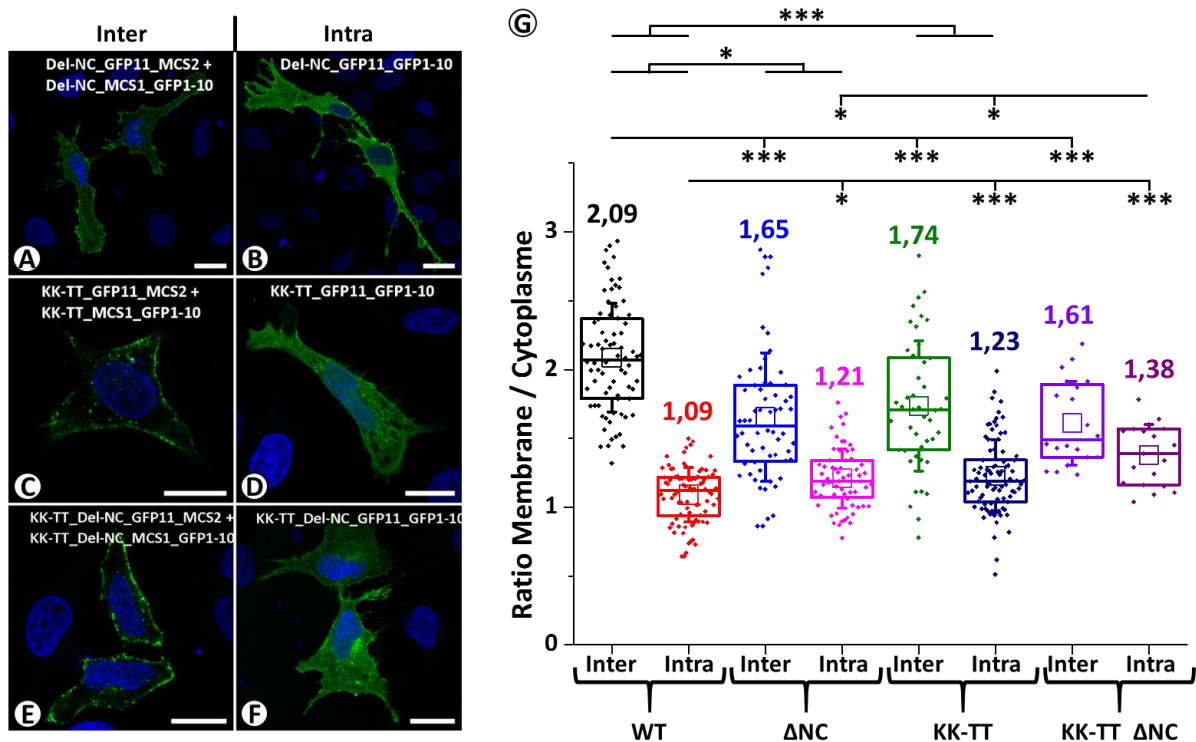 Inter
Intra
Del-NC_GFP11_MCS2 +
Del-NC_MCS1_GFP1-10
A
Del-NC_GFP11_GFP1-10
B
KK-TT_GFP11_MCS2 +
KK-TT_MCS1_GFP1-10
C
KK-TT_GFP11_GFP1-10
D
KK-TT_Del-NC_GFP11_MCS2 +
KK-TT_Del-NC_MCS1_GFP1-10
E
KK-TT_Del-NC_GFP11_GFP1-10
F
G
***
*
* *
*** *** ***
* *** ***
Ratio Membrane / Cytoplasme
3
2
1
0
2,09
1,09
1,65
1,21
1,74
1,23
1,61
1,38
Inter Intra Inter Intra Inter Intra Inter Intra
WT ΔNC KK-TT KK-TT ΔNC